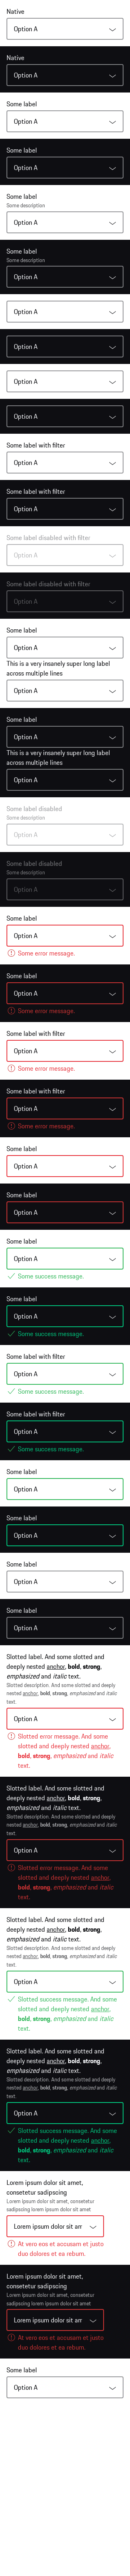 Native
Option A
Native
Option A
Some label
Option A
Some label
Option A
Some label
Some description
Option A
Some label
Some description
Option A
Option A
Option A
Option A
Option A
Some label with filter
Option A
Some label with filter
Option A
Some label disabled with filter
Option A
Some label disabled with filter
Option A
Some label
Option A
This is a very insanely super long label
across multiple lines
Option A
Some label
Option A
This is a very insanely super long label
across multiple lines
Option A
Some label disabled
Some description
Option A
Some label disabled
Some description
Option A
Some label
Option A
Some error message.
Some label
Option A
Some error message.
Some label with filter
Option A
Some error message.
Some label with filter
Option A
Some error message.
Some label
Option A
Some label
Option A
Some label
Option A
Some success message.
Some label
Option A
Some success message.
Some label with filter
Option A
Some success message.
Some label with filter
Option A
Some success message.
Some label
Option A
Some label
Option A
Some label
Option A
Some label
Option A
Slotted label. And some slotted and
deeply nested anchor, bold, strong,
emphasized and italic text.
Slotted description. And some slotted and deeply
nested anchor, bold, strong, emphasized and italic
text.
Option A
Slotted error message. And some
slotted and deeply nested anchor,
bold, strong, emphasized and italic
text.
Slotted label. And some slotted and
deeply nested anchor, bold, strong,
emphasized and italic text.
Slotted description. And some slotted and deeply
nested anchor, bold, strong, emphasized and italic
text.
Option A
Slotted error message. And some
slotted and deeply nested anchor,
bold, strong, emphasized and italic
text.
Slotted label. And some slotted and
deeply nested anchor, bold, strong,
emphasized and italic text.
Slotted description. And some slotted and deeply
nested anchor, bold, strong, emphasized and italic
text.
Option A
Slotted success message. And some
slotted and deeply nested anchor,
bold, strong, emphasized and italic
text.
Slotted label. And some slotted and
deeply nested anchor, bold, strong,
emphasized and italic text.
Slotted description. And some slotted and deeply
nested anchor, bold, strong, emphasized and italic
text.
Option A
Slotted success message. And some
slotted and deeply nested anchor,
bold, strong, emphasized and italic
text.
Lorem ipsum dolor sit amet,
consetetur sadipscing
Lorem ipsum dolor sit amet, consetetur
sadipscing lorem ipsum dolor sit amet
Lorem ipsum dolor sit am
At vero eos et accusam et justo
duo dolores et ea rebum.
Lorem ipsum dolor sit amet,
consetetur sadipscing
Lorem ipsum dolor sit amet, consetetur
sadipscing lorem ipsum dolor sit amet
Lorem ipsum dolor sit am
At vero eos et accusam et justo
duo dolores et ea rebum.
Some label
Option A